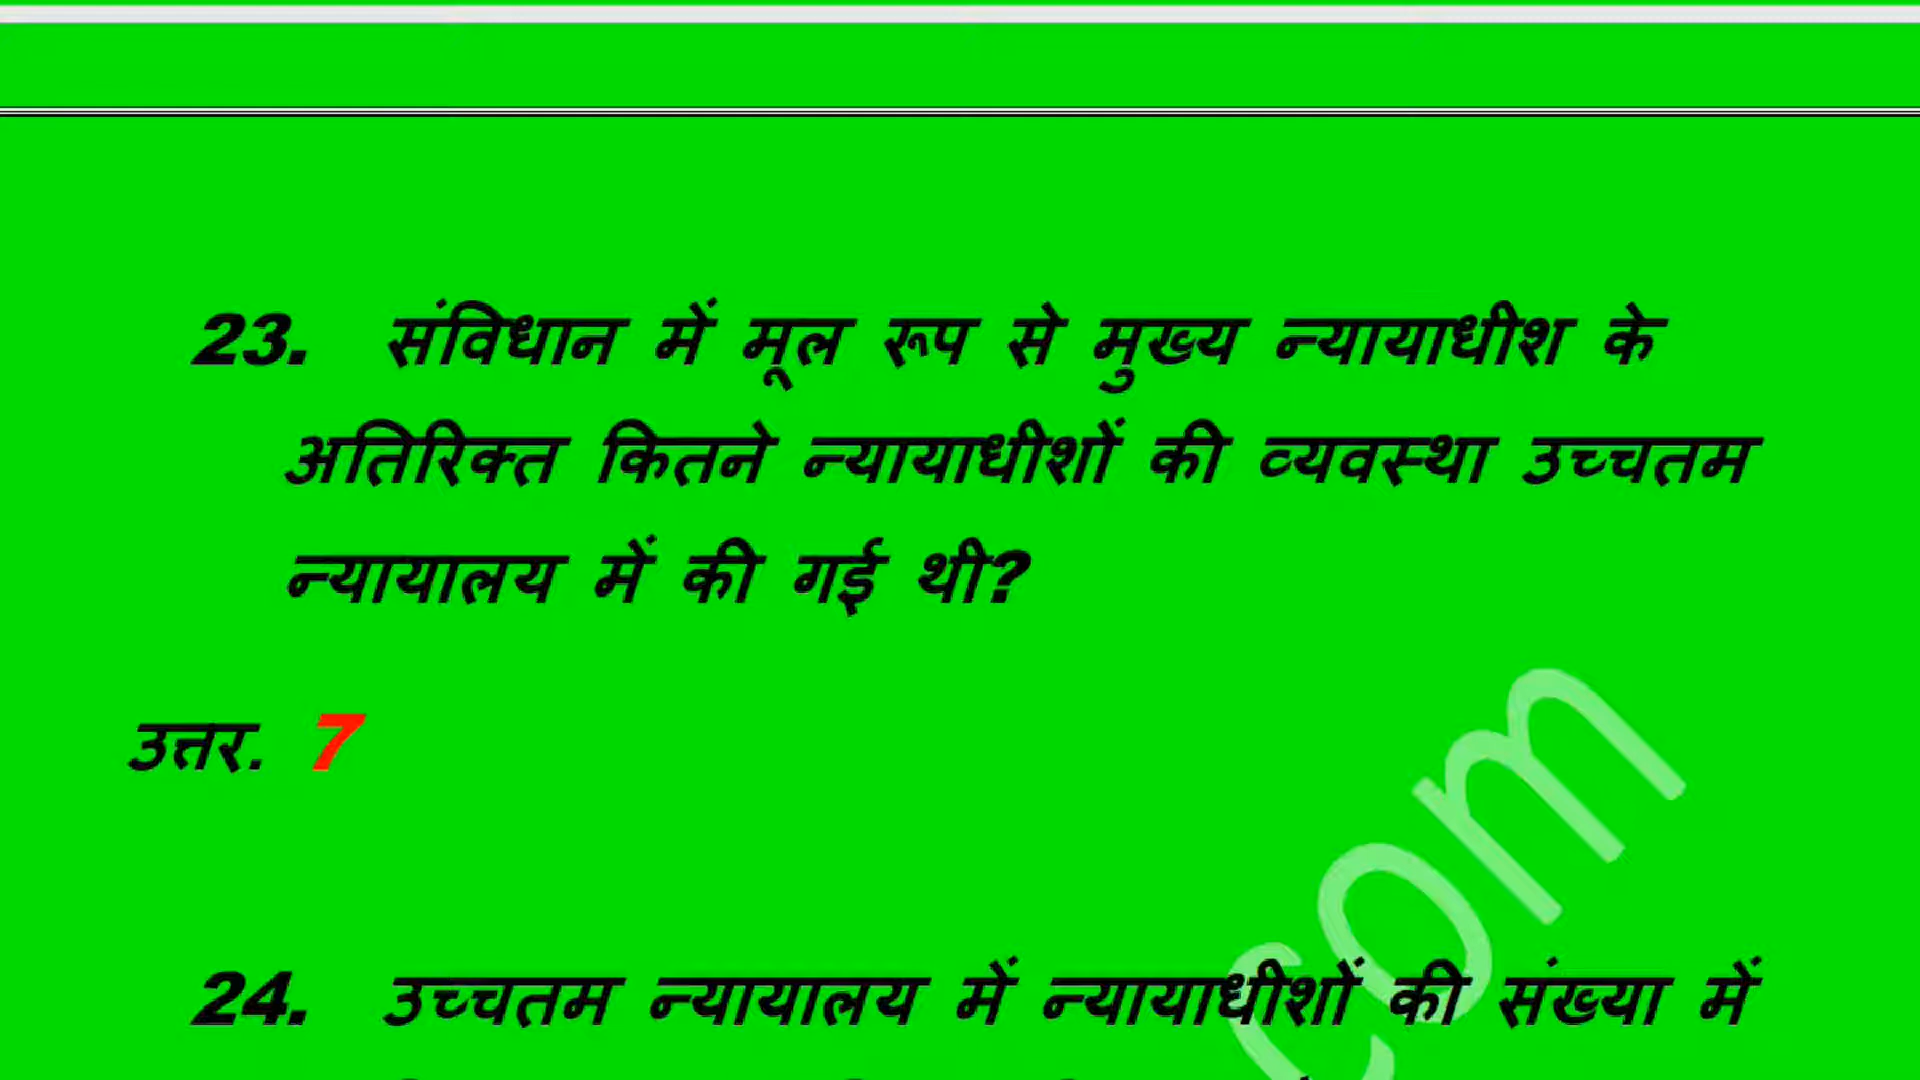 23. संविधान में मूल रूप से मुख्य न्यायाधीश के
अतिरिक्त कितने न्यायाधीशों की व्यवस्था उच्चतम
न्यायालय में की गई थी?
उत्तर. 7
com
24. उच्चतम न्यायालय में न्यायाधीशों की संख्या में